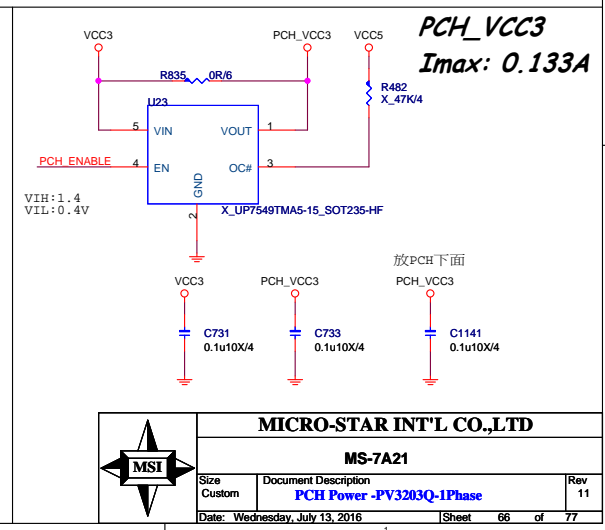 PCH_VCC3
Imax: 0.133A
VCC3
PCH_VCC3
VCC5
R835
0R/6
R482
X_47K/4
U23
5
VIN
VOUT
1
PCH_ENABLE
4
EN
OC#
3
GND
2
VIH:1.4
VIL:0.4V
X_UP7549TMA5-15_SOT235-HF
放PCH下面
VCC3
PCH_VCC3
PCH_VCC3
C731
0.1u10X/4
C733
0.1u10X/4
C1141
0.1u10X/4
MSI
MICRO-STAR INT'L CO.,LTD
MS-7A21
Size
Custom
Document Description
PCH Power -PV3203Q-1Phase
Rev
11
Date: Wednesday, July 13, 2016
Sheet 66 of 77